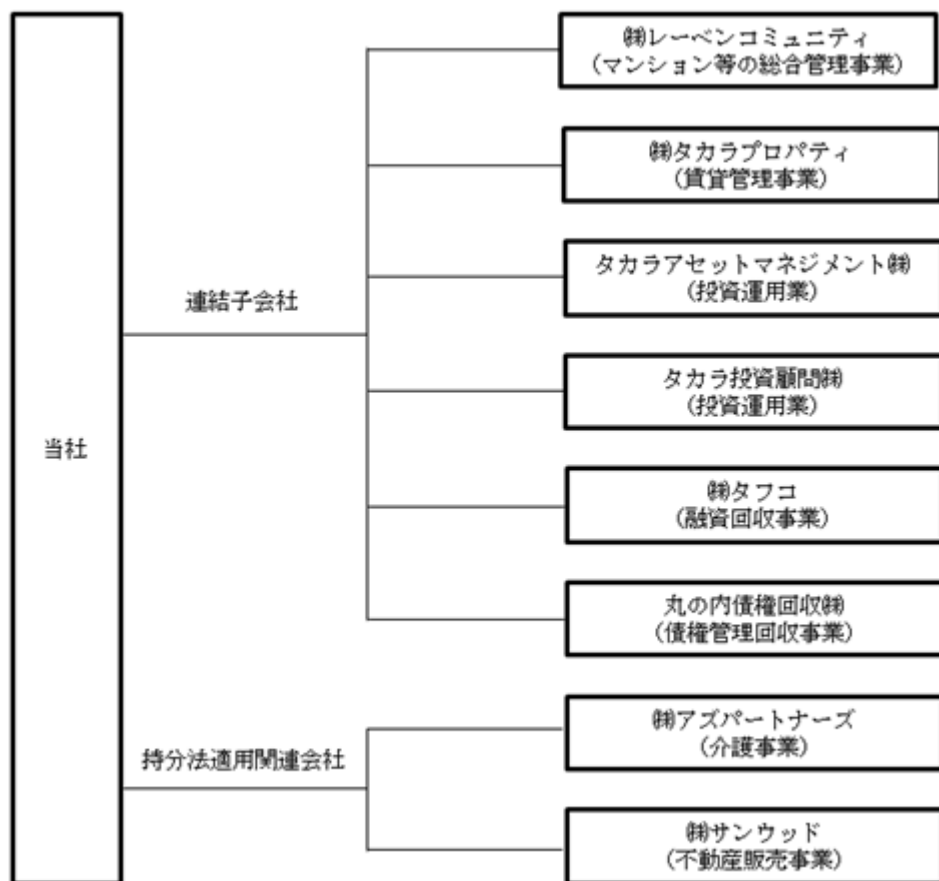 当社
連結子会社
㈱レーベンコミュニティ
(マンション等の総合管理事業)
㈱タカラプロパティ
(賃貸管理事業)
タカラアセットマネジメント㈱
(投資運用業)
タカラ投資顧問㈱
(投資運用業)
㈱タフコ
(融資回収事業)
丸の内債権回収㈱
(債権管理回収事業)
持分法適用関連会社
㈱アズパートナーズ
(介護事業)
㈱サンウッド
(不動産販売事業)